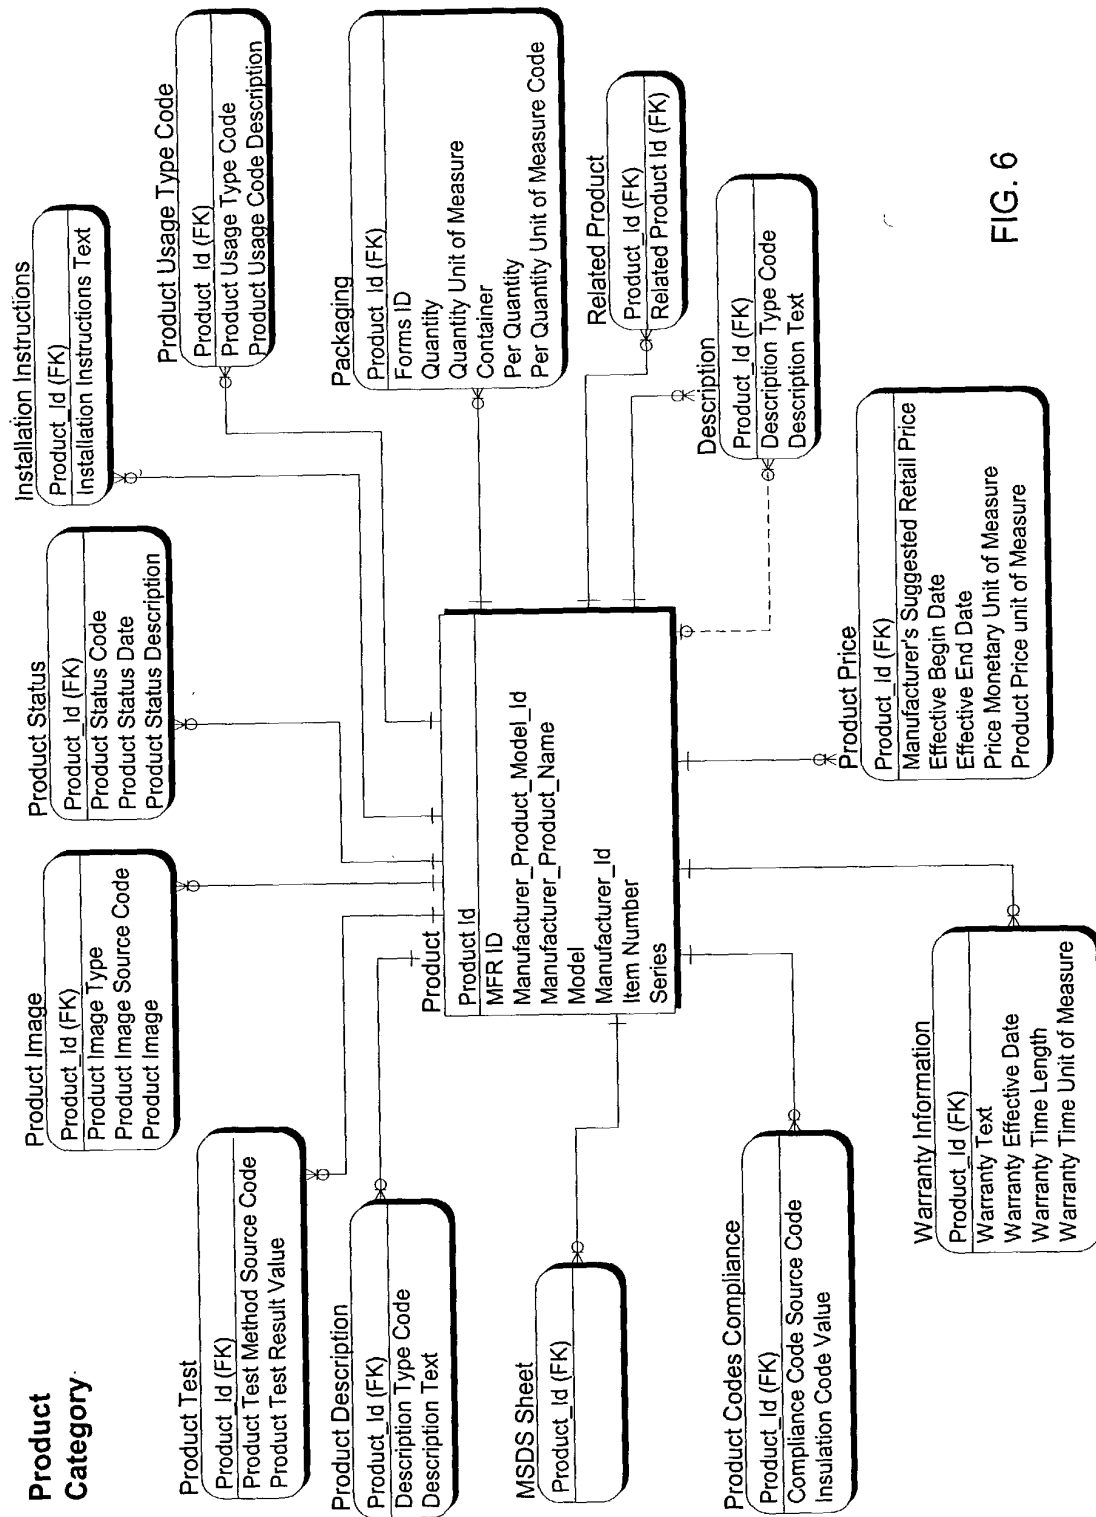 Product
Category
Product Test
Product_Id (FK)
Product Test Method Source Code
Product Test Result Value
Product Image
Product_Id (FK)
Product Image Type
Product Image Source Code
Product Image
Product Status
Product_Id (FK)
Product Status Code
Product Status Date
Product Status Description
Installation Instructions
Product_Id (FK)
Installation Instructions Text
Product Usage Type Code
Product_Id (FK)
Product Usage Type Code
Product Usage Code Description
Product Description
Product_Id (FK)
Description Type Code
Description Text
Packaging
Product_Id (FK)
Forms ID
Quantity
Quantity Unit of Measure
Container
Per Quantity
Per Quantity Unit of Measure Code
Product
Product Id
MFR ID
Manufacturer_Product_Model_Id
Manufacturer_Product_Name
Model
Manufacturer_Id
Item Number
Series
MSDS Sheet
Product_Id (FK)
Related Product
Product_Id (FK)
Related Product Id (FK)
Description
Product_Id (FK)
Description Type Code
Description Text
Product Codes Compliance
Product_Id (FK)
Compliance Code Source Code
Insulation Code Value
Product Price
Product_Id (FK)
Manufacturer's Suggested Retail Price
Effective Begin Date
Effective End Date
Price Monetary Unit of Measure
Product Price unit of Measure
Warranty Information
Product_Id (FK)
Warranty Text
Warranty Effective Date
Warranty Time Length
Warranty Time Unit of Measure
FIG. 6